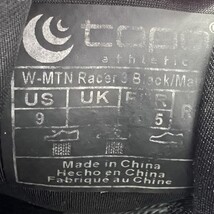 topo
athletic
W-MTN Racer 3 Black/Ma
US UK
9 5
Made in China
Hecho en China
Fabriqué au Chine